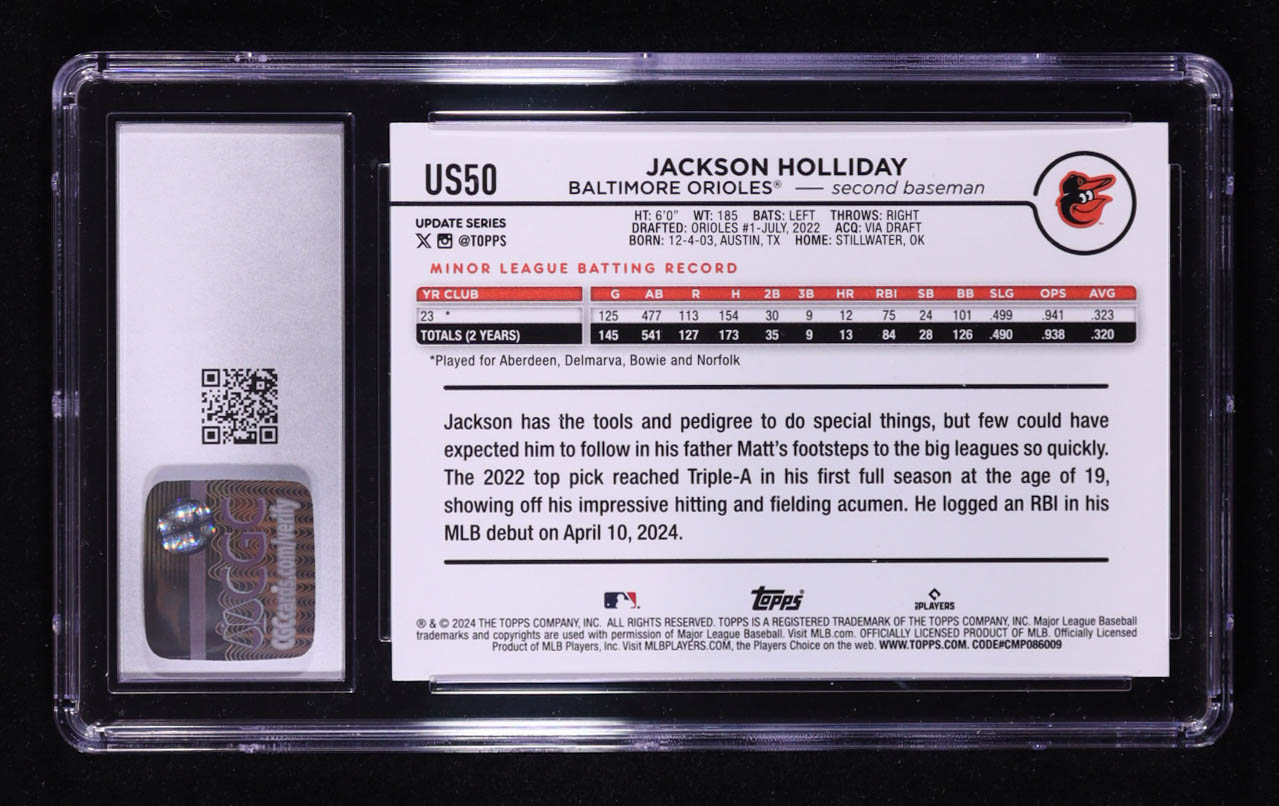 US50
JACKSON HOLLIDAY
BALTIMORE ORIOLES® — second baseman
UPDATE SERIES
@TOPPS
HT: 6'0" WT: 185 BATS: LEFT THROWS: RIGHT
DRAFTED: ORIOLES #1-JULY, 2022 ACQ: VIA DRAFT
BORN: 12-4-03, AUSTIN, TX HOME: STILLWATER, OK
MINOR LEAGUE BATTING RECORD
YR CLUB G AB R H 2B 3B HR RBI SB BB SLG OPS AVG
23 * 125 477 113 154 30 9 12 75 24 101 .499 .941 .323
TOTALS (2 YEARS) 145 541 127 173 35 9 13 84 28 126 .490 .938 .320
*Played for Aberdeen, Delmarva, Bowie and Norfolk
Jackson has the tools and pedigree to do special things, but few could have
expected him to follow in his father Matt's footsteps to the big leagues so quickly.
The 2022 top pick reached Triple-A in his first full season at the age of 19,
showing off his impressive hitting and fielding acumen. He logged an RBI in his
MLB debut on April 10, 2024.
TOPPS
PLAYERS
® & © 2024 THE TOPPS COMPANY, INC. ALL RIGHTS RESERVED. TOPPS IS A REGISTERED TRADEMARK OF THE TOPPS COMPANY, INC. Major League Baseball
trademarks and copyrights are used with permission of Major League Baseball. Visit MLB.com. OFFICIALLY LICENSED PRODUCT OF MLB. Officially Licensed
Product of MLB Players, Inc. Visit MLBPLAYERS.COM, the Players Choice on the web. WWW.TOPPS.COM. CODE#CMP086009
CGC
cgccards.com/verify